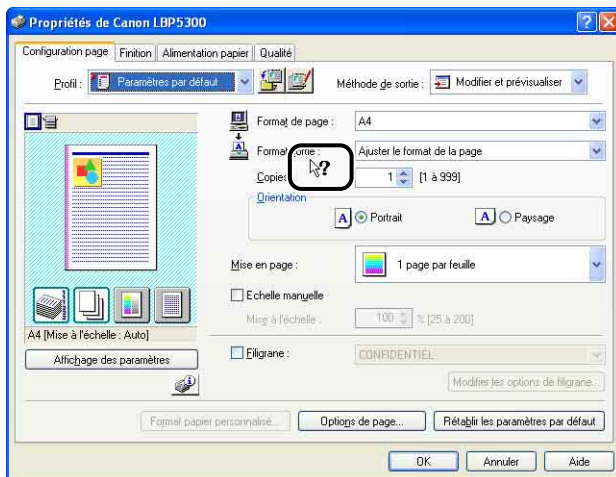 Propriétés de Canon LBP5300
Configuration page Finition Alimentation papier Qualité
Profil : Paramètres par défaut Méthode de sortie : Modifier et prévisualiser
Format de page : A4
Format sortie : Ajuster le format de la page
Copies 1 [1 à 999]
Orientation
A Portrait A Paysage
Mise en page : 1 page par feuille
Echelle manuelle
Mise à l'échelle : 100 % [25 à 200]
A4 [Mise à l'échelle : Auto]
Affichage des paramètres
Filigrane : CONFIDENTIEL
Modifier les options de filigrane...
Format papier personnalisé... Options de page... Rétablir les paramètres par défaut
OK Annuler Aide